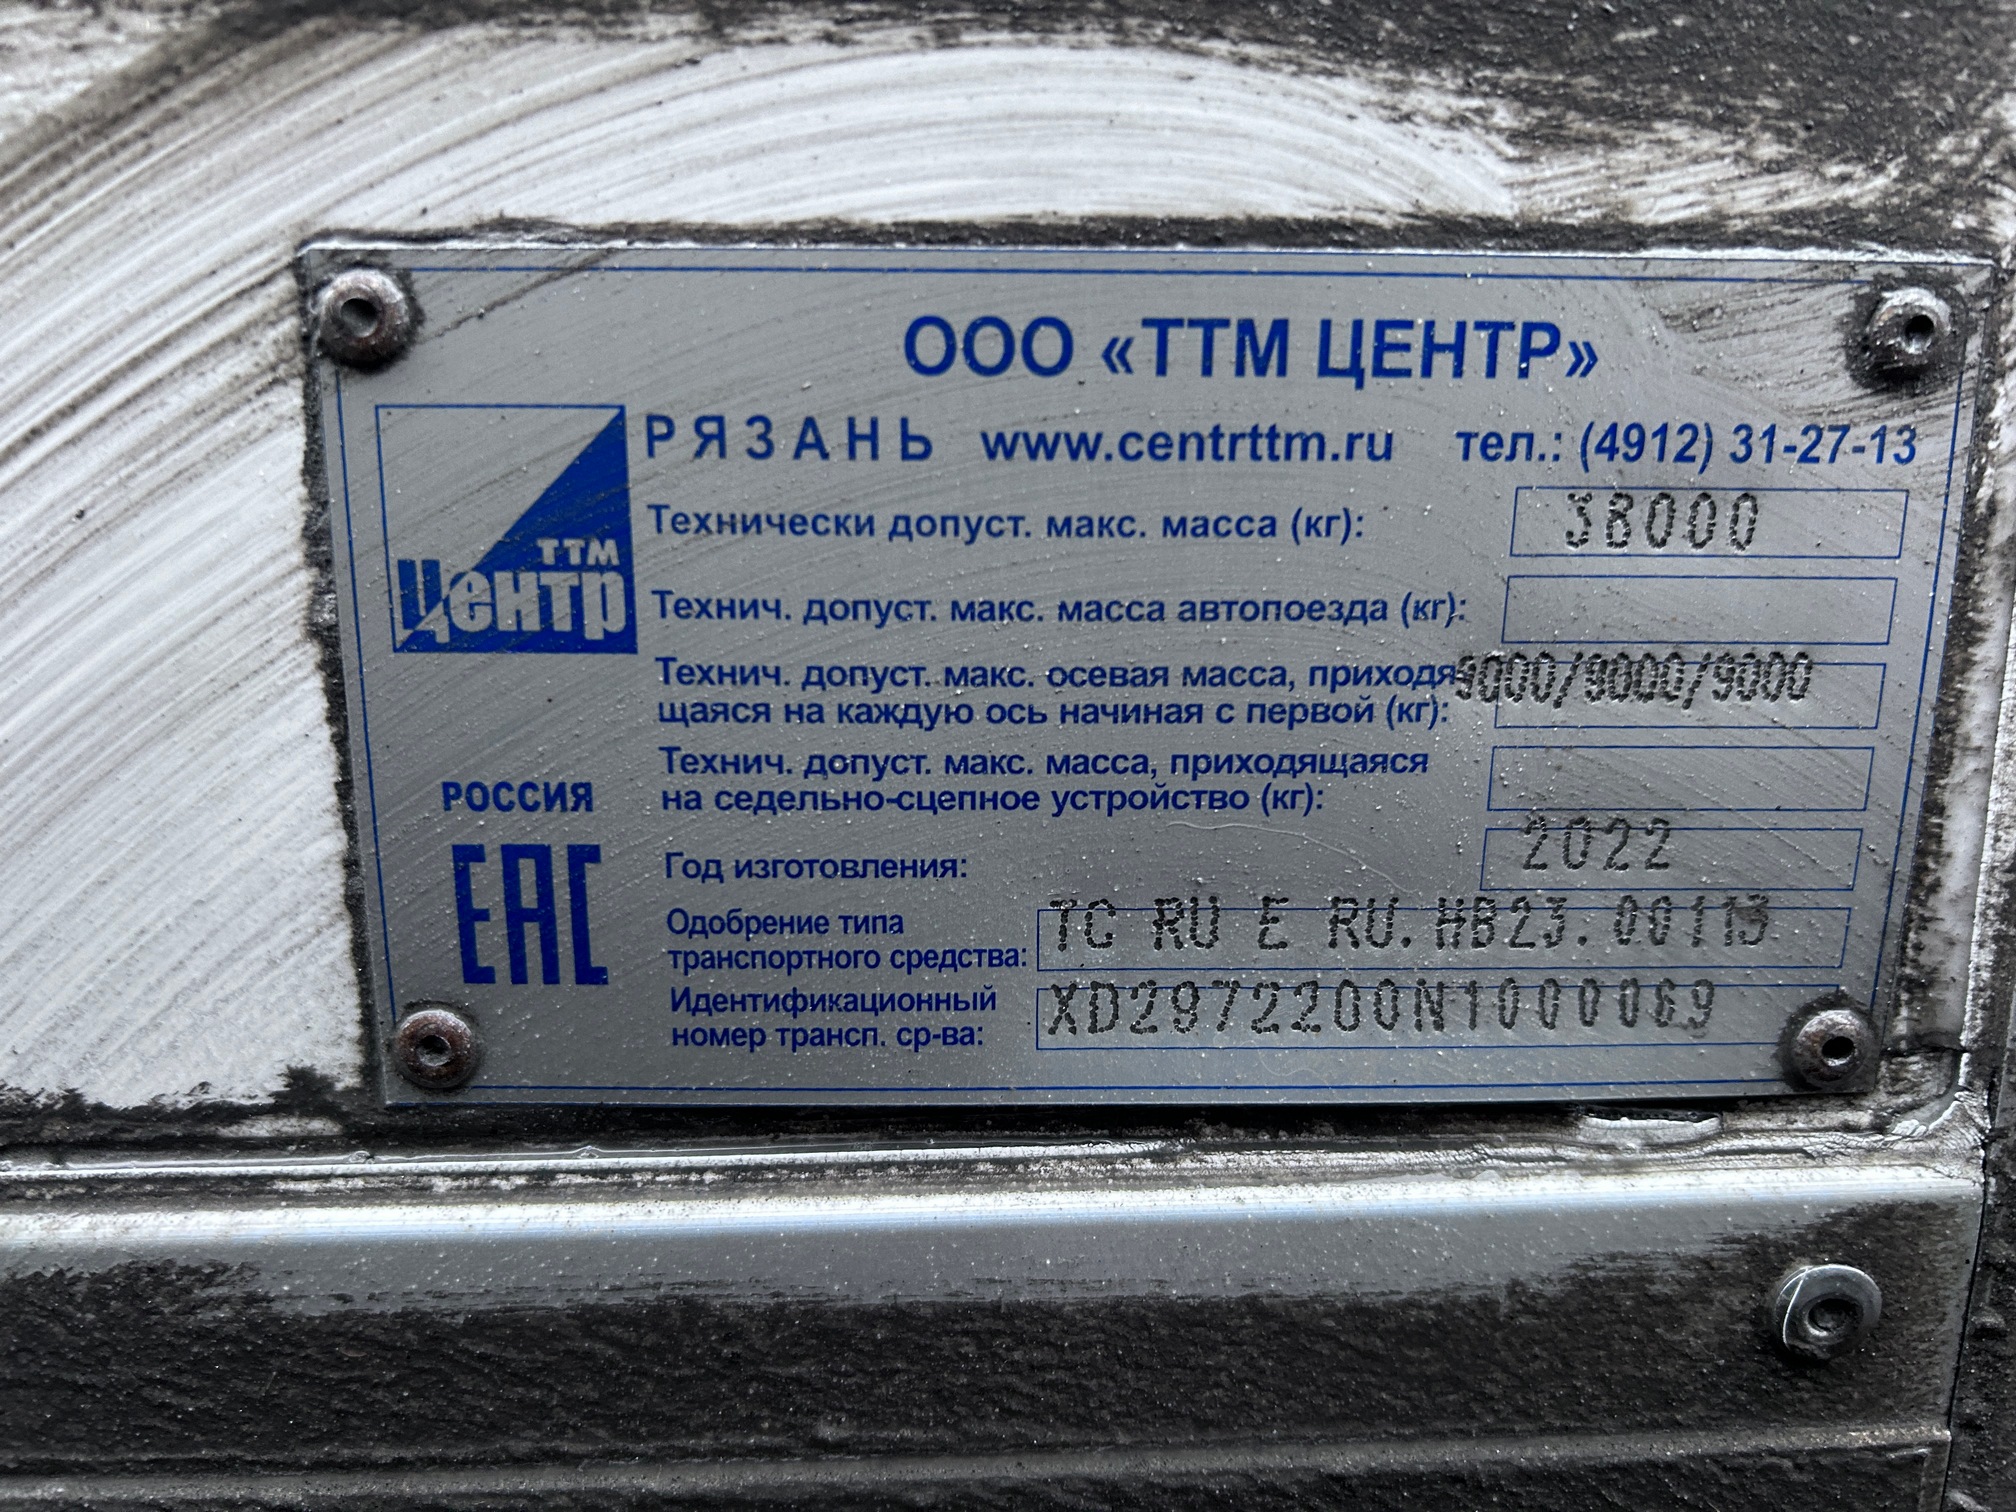 ООО «ТТМ ЦЕНТР»
РЯЗАНЬ www.centrttm.ru тел.: (4912) 31-27-13
ТТМ
Центр
Технически допуст. макс. масса (кг): 38000
Технич. допуст. макс. масса автопоезда (кг):
Технич. допуст. макс. осевая масса, приходя- 9000/9000/9000
щаяся на каждую ось начиная с первой (кг):
Технич. допуст. макс. масса, приходящаяся
на седельно-сцепное устройство (кг):
РОССИЯ
EAC
Год изготовления: 2022
Одобрение типа
транспортного средства: TC RU E RU.HB23.00113
Идентификационный
номер трансп. ср-ва: XD2972200N1000069